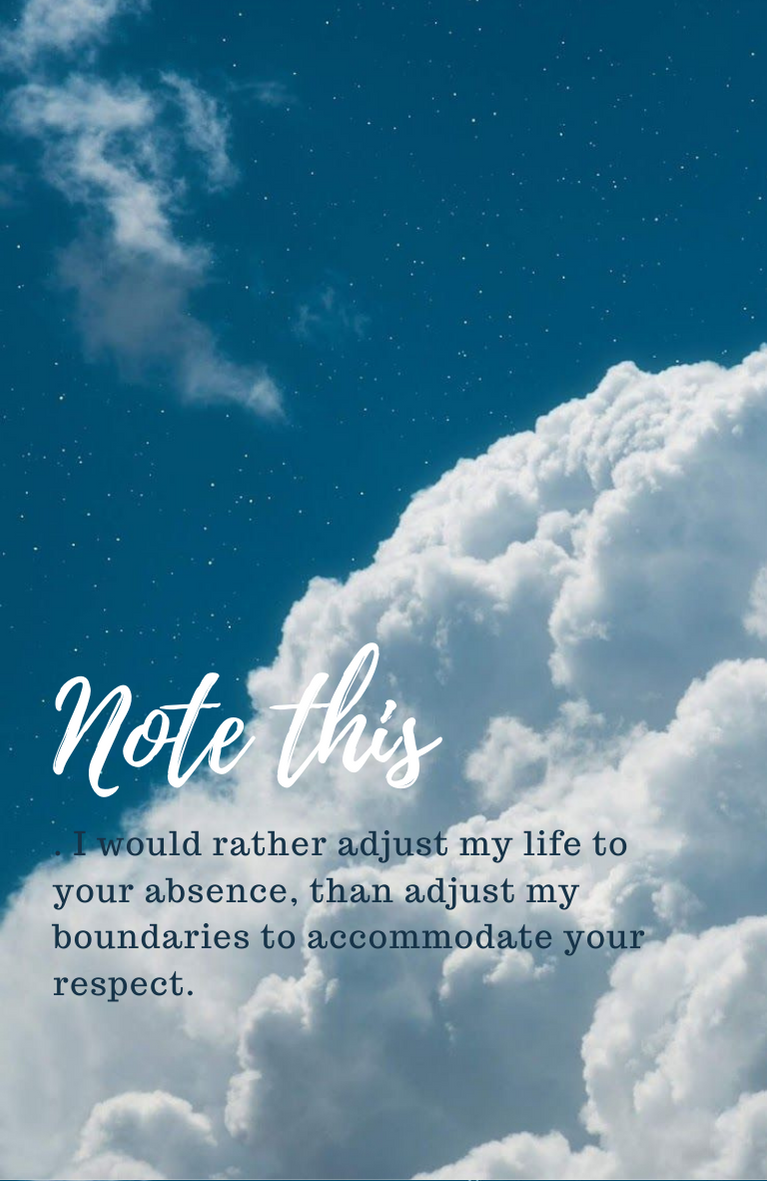 Note this
. I would rather adjust my life to
your absence, than adjust my
boundaries to accommodate your
respect.